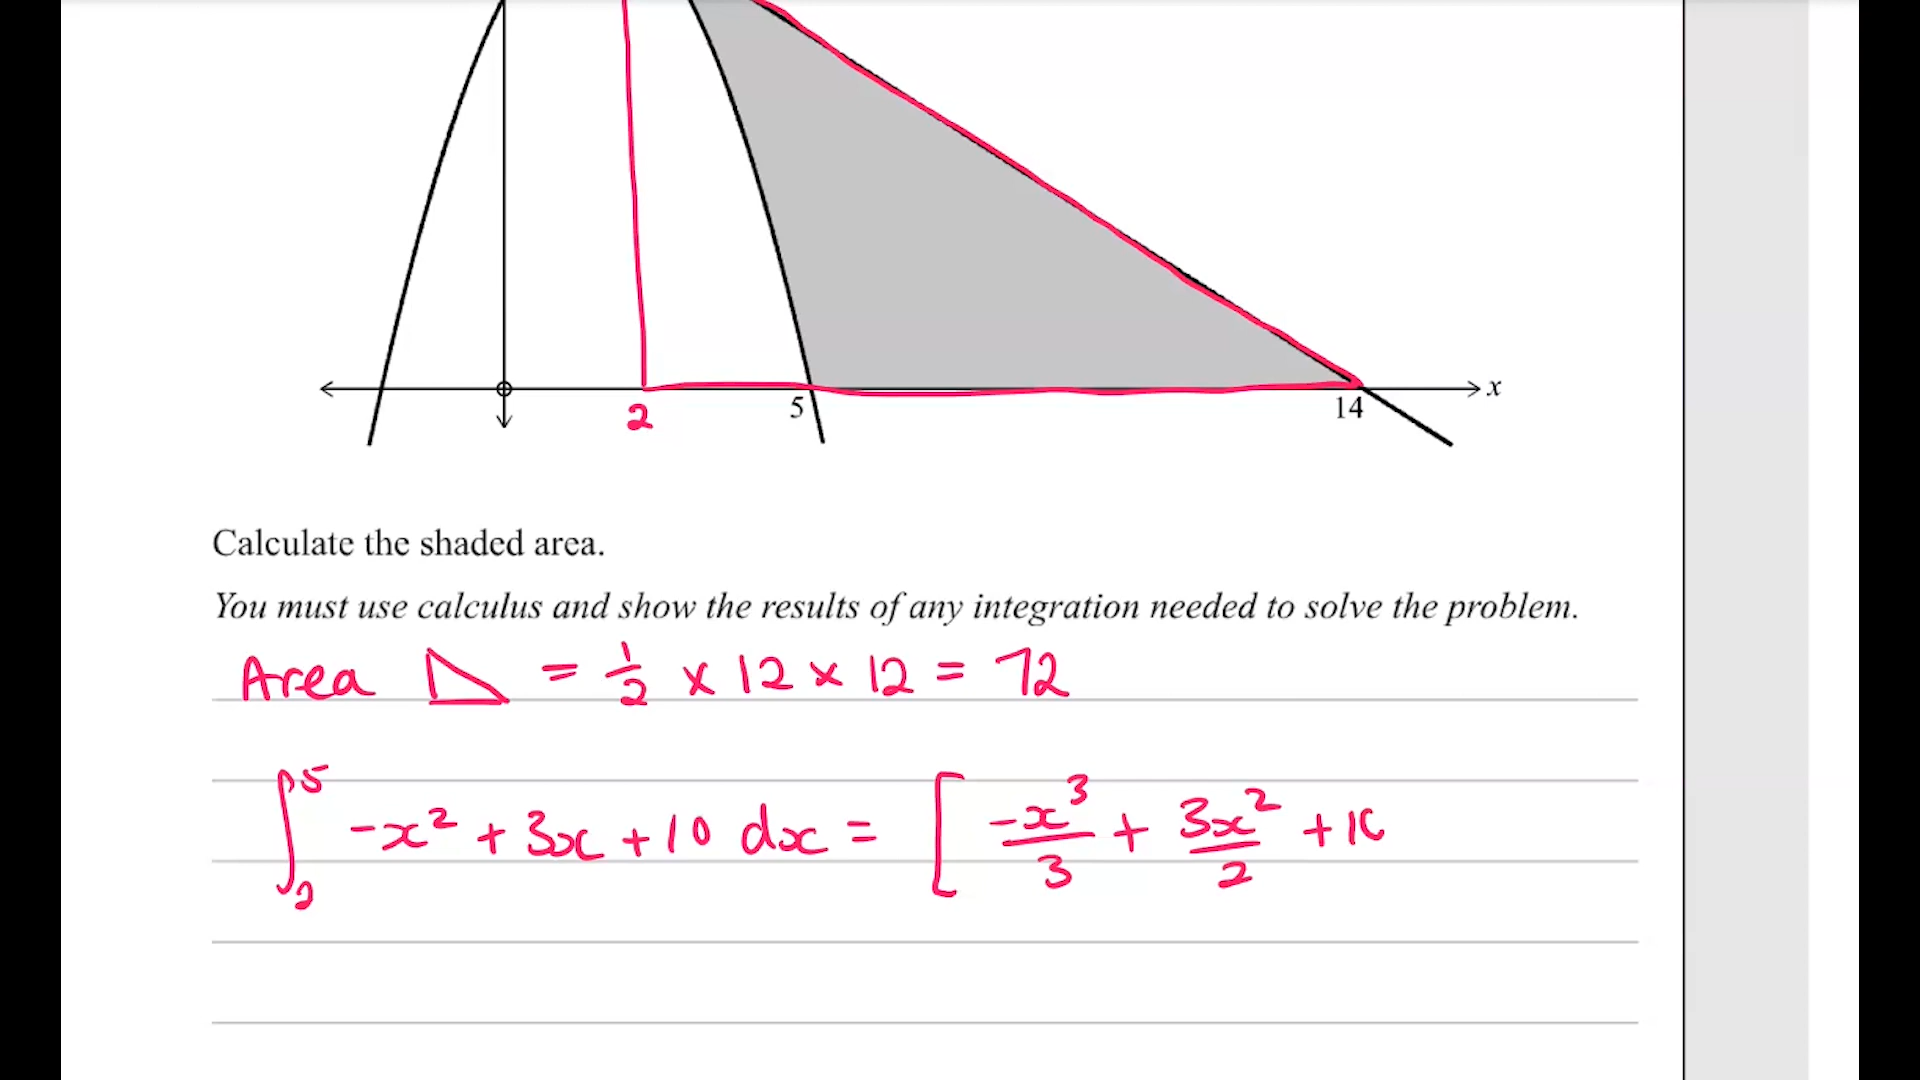 x
2
5
14
Calculate the shaded area.
You must use calculus and show the results of any integration needed to solve the problem.
Area = 1/2 × 12 × 12 = 72
∫₂⁵ -x² + 3x + 10 dx = [ -x³/3 + 3x²/2 + 10